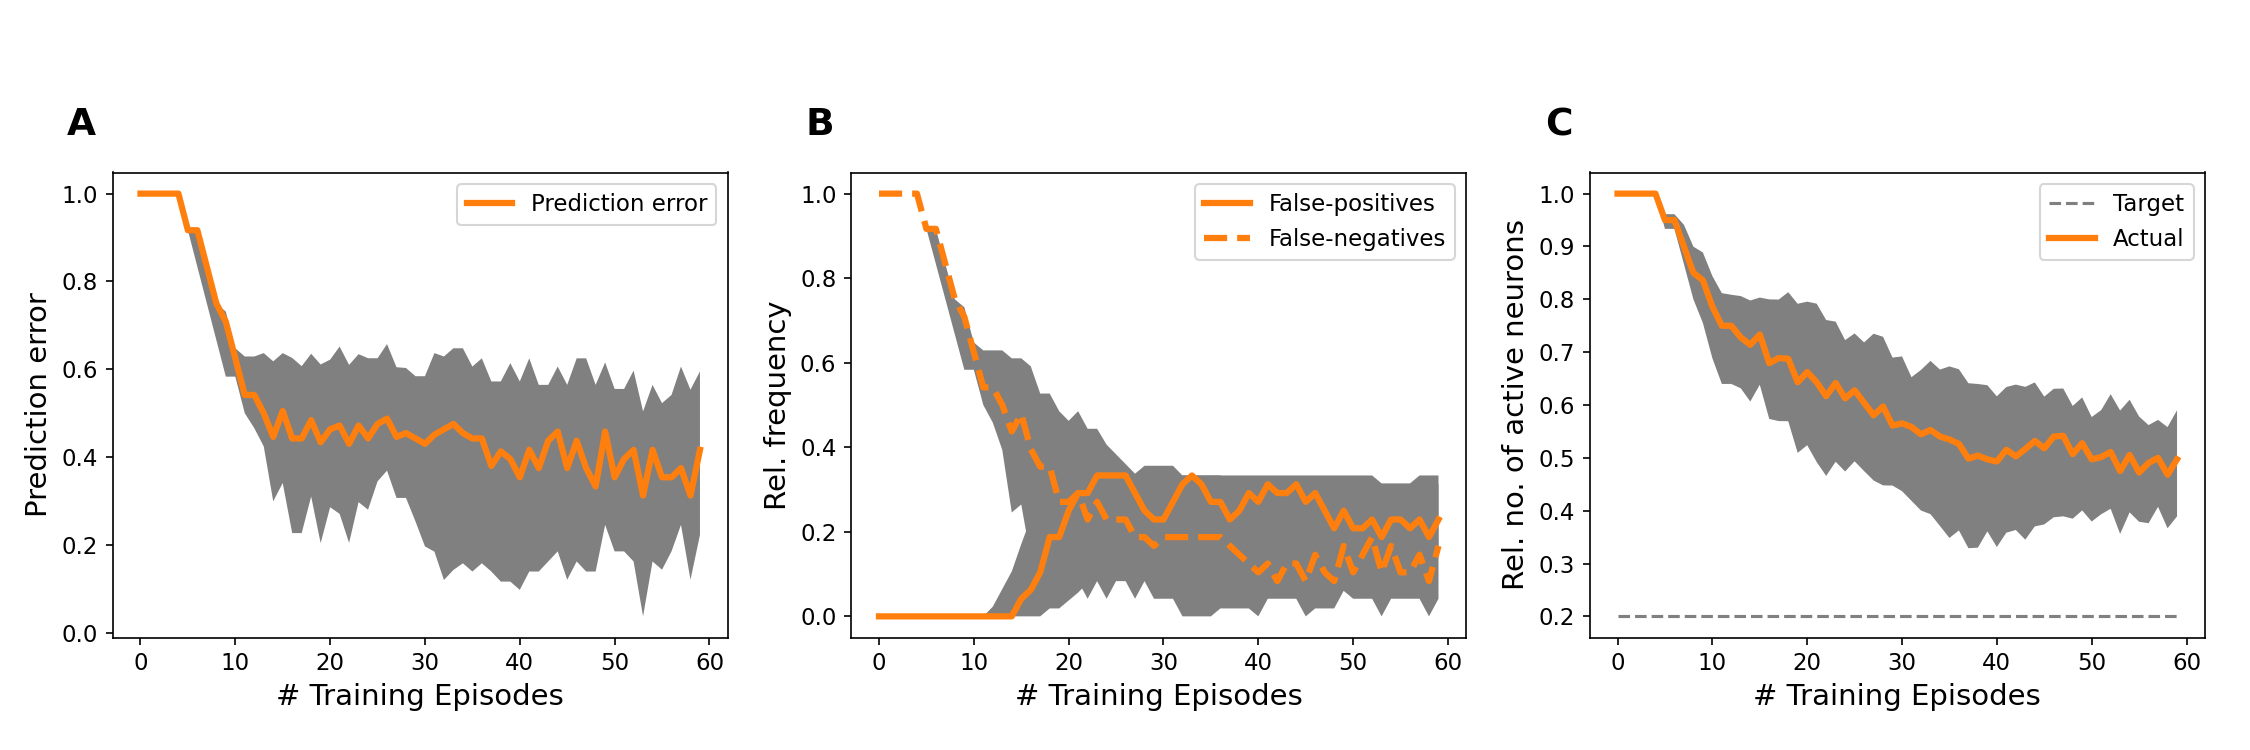 A
Prediction error
1.0
0.8
0.6
0.4
0.2
0.0
Prediction error
0 10 20 30 40 50 60
# Training Episodes
B
Rel. frequency
1.0
0.8
0.6
0.4
0.2
0.0
False-positives
False-negatives
0 10 20 30 40 50 60
# Training Episodes
C
Rel. no. of active neurons
1.0
0.9
0.8
0.7
0.6
0.5
0.4
0.3
0.2
Target
Actual
0 10 20 30 40 50 60
# Training Episodes